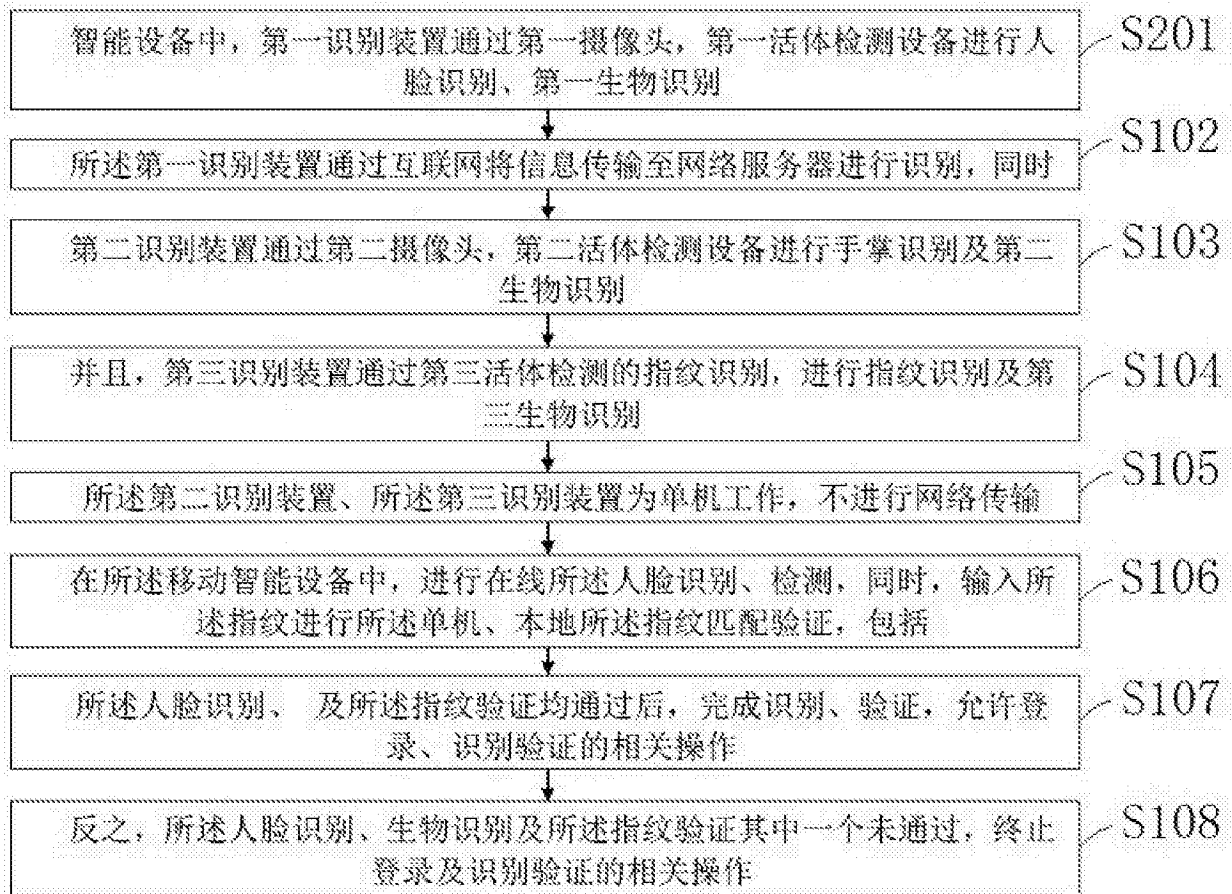 智能设备中，第一识别装置通过第一摄像头，第一活体检测设备进行人
脸识别、第一生物识别
S201
所述第一识别装置通过互联网将信息传输至网络服务器进行识别，同时
S102
第二识别装置通过第二摄像头，第二活体检测设备进行手掌识别及第二
生物识别
S103
并且，第三识别装置通过第三活体检测的指纹识别，进行指纹识别及第
三生物识别
S104
所述第二识别装置、所述第三识别装置为单机工作，不进行网络传输
S105
在所述移动智能设备中，进行在线所述人脸识别、检测，同时，输入所
述指纹进行所述单机、本地所述指纹匹配验证，包括
S106
所述人脸识别、 及所述指纹验证均通过后，完成识别、验证，允许登
录、识别验证的相关操作
S107
反之，所述人脸识别、生物识别及所述指纹验证其中一个未通过，终止
登录及识别验证的相关操作
S108